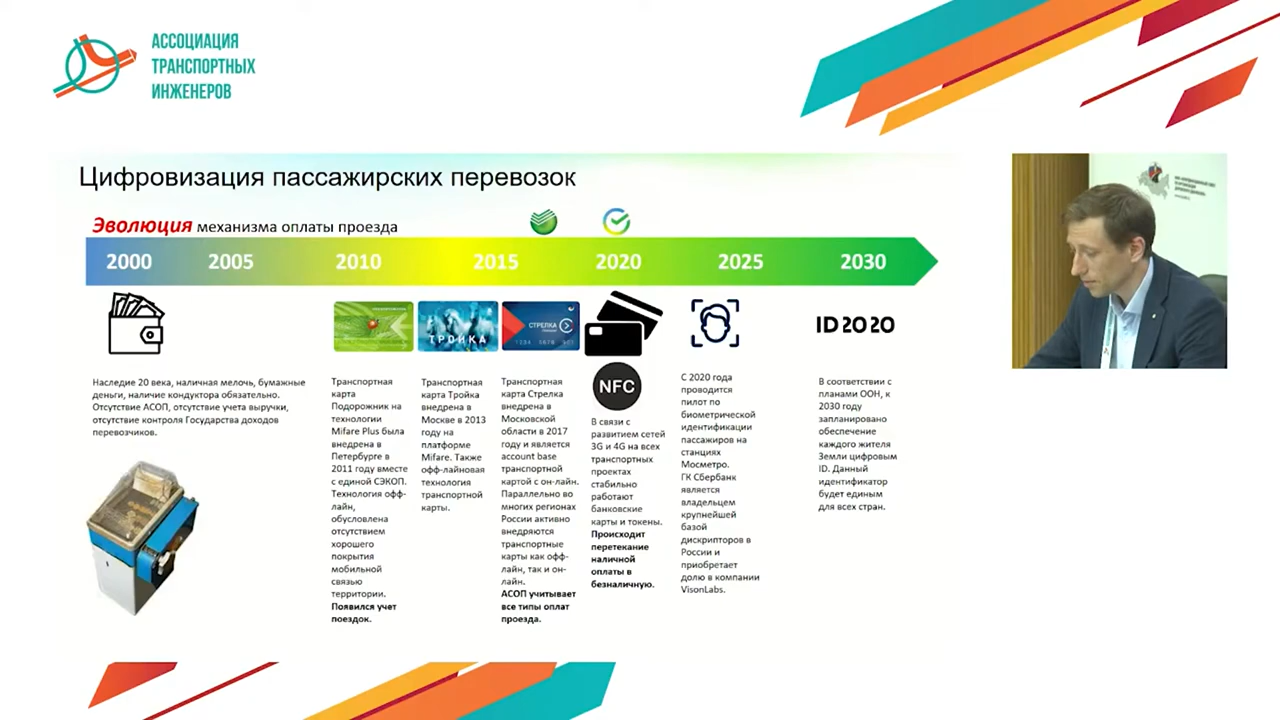 АССОЦИАЦИЯ
ТРАНСПОРТНЫХ
ИНЖЕНЕРОВ
Цифровизация пассажирских перевозок
Эволюция механизма оплаты проезда
2000 2005 2010 2015 2020 2025 2030
Наследие 20 века, наличная мелочь, бумажные
деньги, наличие кондуктора обязательно.
Отсутствие АСОП, отсутствие учета выручки,
отсутствие контроля Государства доходов
перевозчиков.
Транспортная
карта
Подорожник на
технологии
Mifare Plus была
внедрена в
Петербурге в
2011 году вместе
с единой СЭКОП.
Технология офф-
лайн,
обусловлена
отсутствием
хорошего
покрытия
мобильной
связью
территории.
Появился учет
поездок.
ТРОЙКА
Транспортная
карта Тройка
внедрена в
Москве в 2013
году на
платформе
Mifare. Также
офф-лайновая
технология
транспортной
карты.
СТРЕЛКА
Транспортная
карта Стрелка
внедрена в
Московской
области в 2017
году и является
account base
транспортной
картой с он-лайн.
Параллельно во
многих регионах
России активно
внедряются
транспортные
карты как офф-
лайн, так и он-
лайн.
АСОП учитывает
все типы оплат
проезда.
NFC
В связи с
развитием сетей
3G и 4G на всех
транспортных
проектах
стабильно
работают
банковские
карты и токены.
Происходит
перетекание
наличной
оплаты в
безналичную.
С 2020 года
проводится
пилот по
биометрической
идентификации
пассажиров на
станциях
Мосметро.
ГК Сбербанк
является
владельцем
крупнейшей
базой
дискрипторов в
России и
приобретает
долю в компании
VisonLabs.
ID2020
В соответствии с
планами ООН, к
2030 году
запланировано
обеспечение
каждого жителя
Земли цифровым
ID. Данный
идентификатор
будет единым
для всех стран.